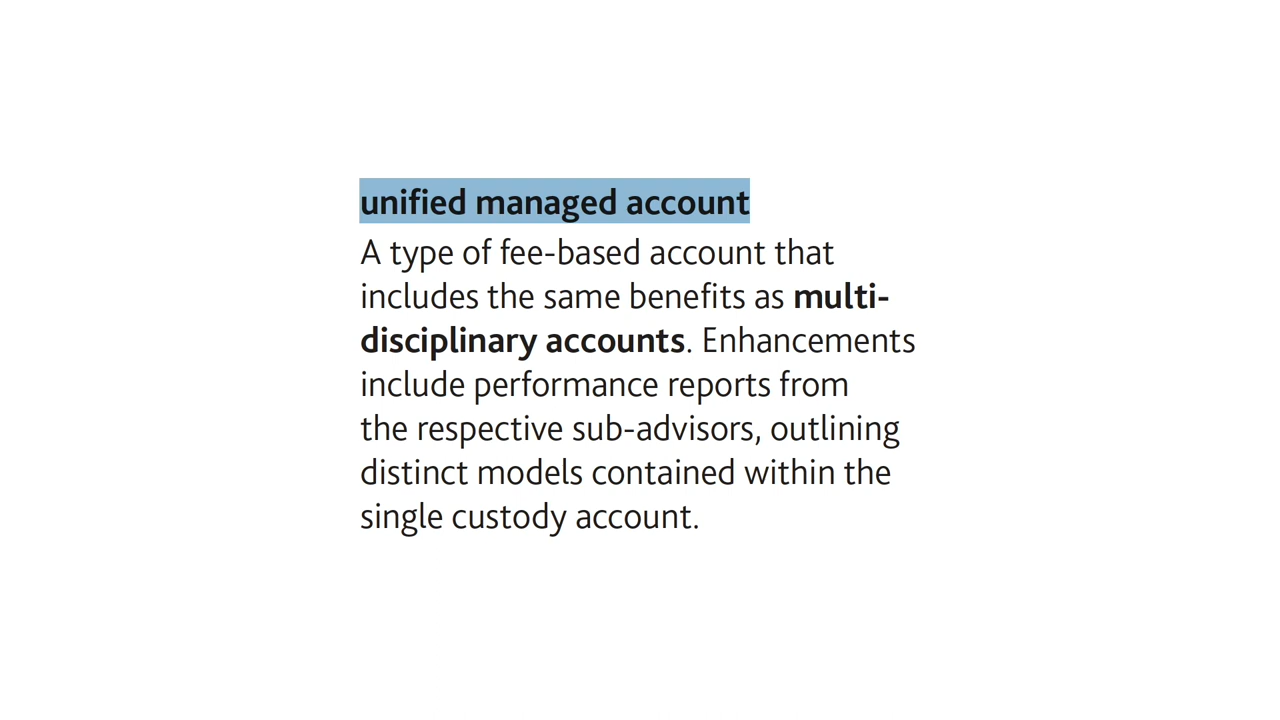 unified managed account
A type of fee-based account that
includes the same benefits as multi-
disciplinary accounts. Enhancements
include performance reports from
the respective sub-advisors, outlining
distinct models contained within the
single custody account.